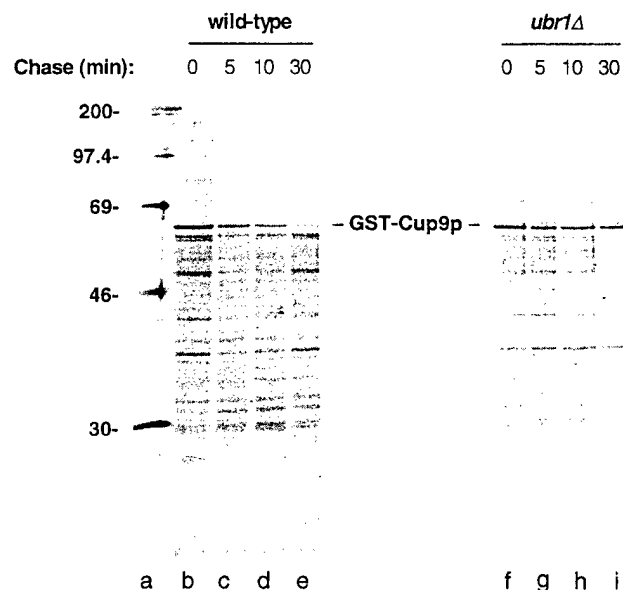 wild-type ubr1Δ
Chase (min): 0 5 10 30 0 5 10 30
200-
97.4-
69-
– GST-Cup9p –
46-
30-
a b c d e f g h i